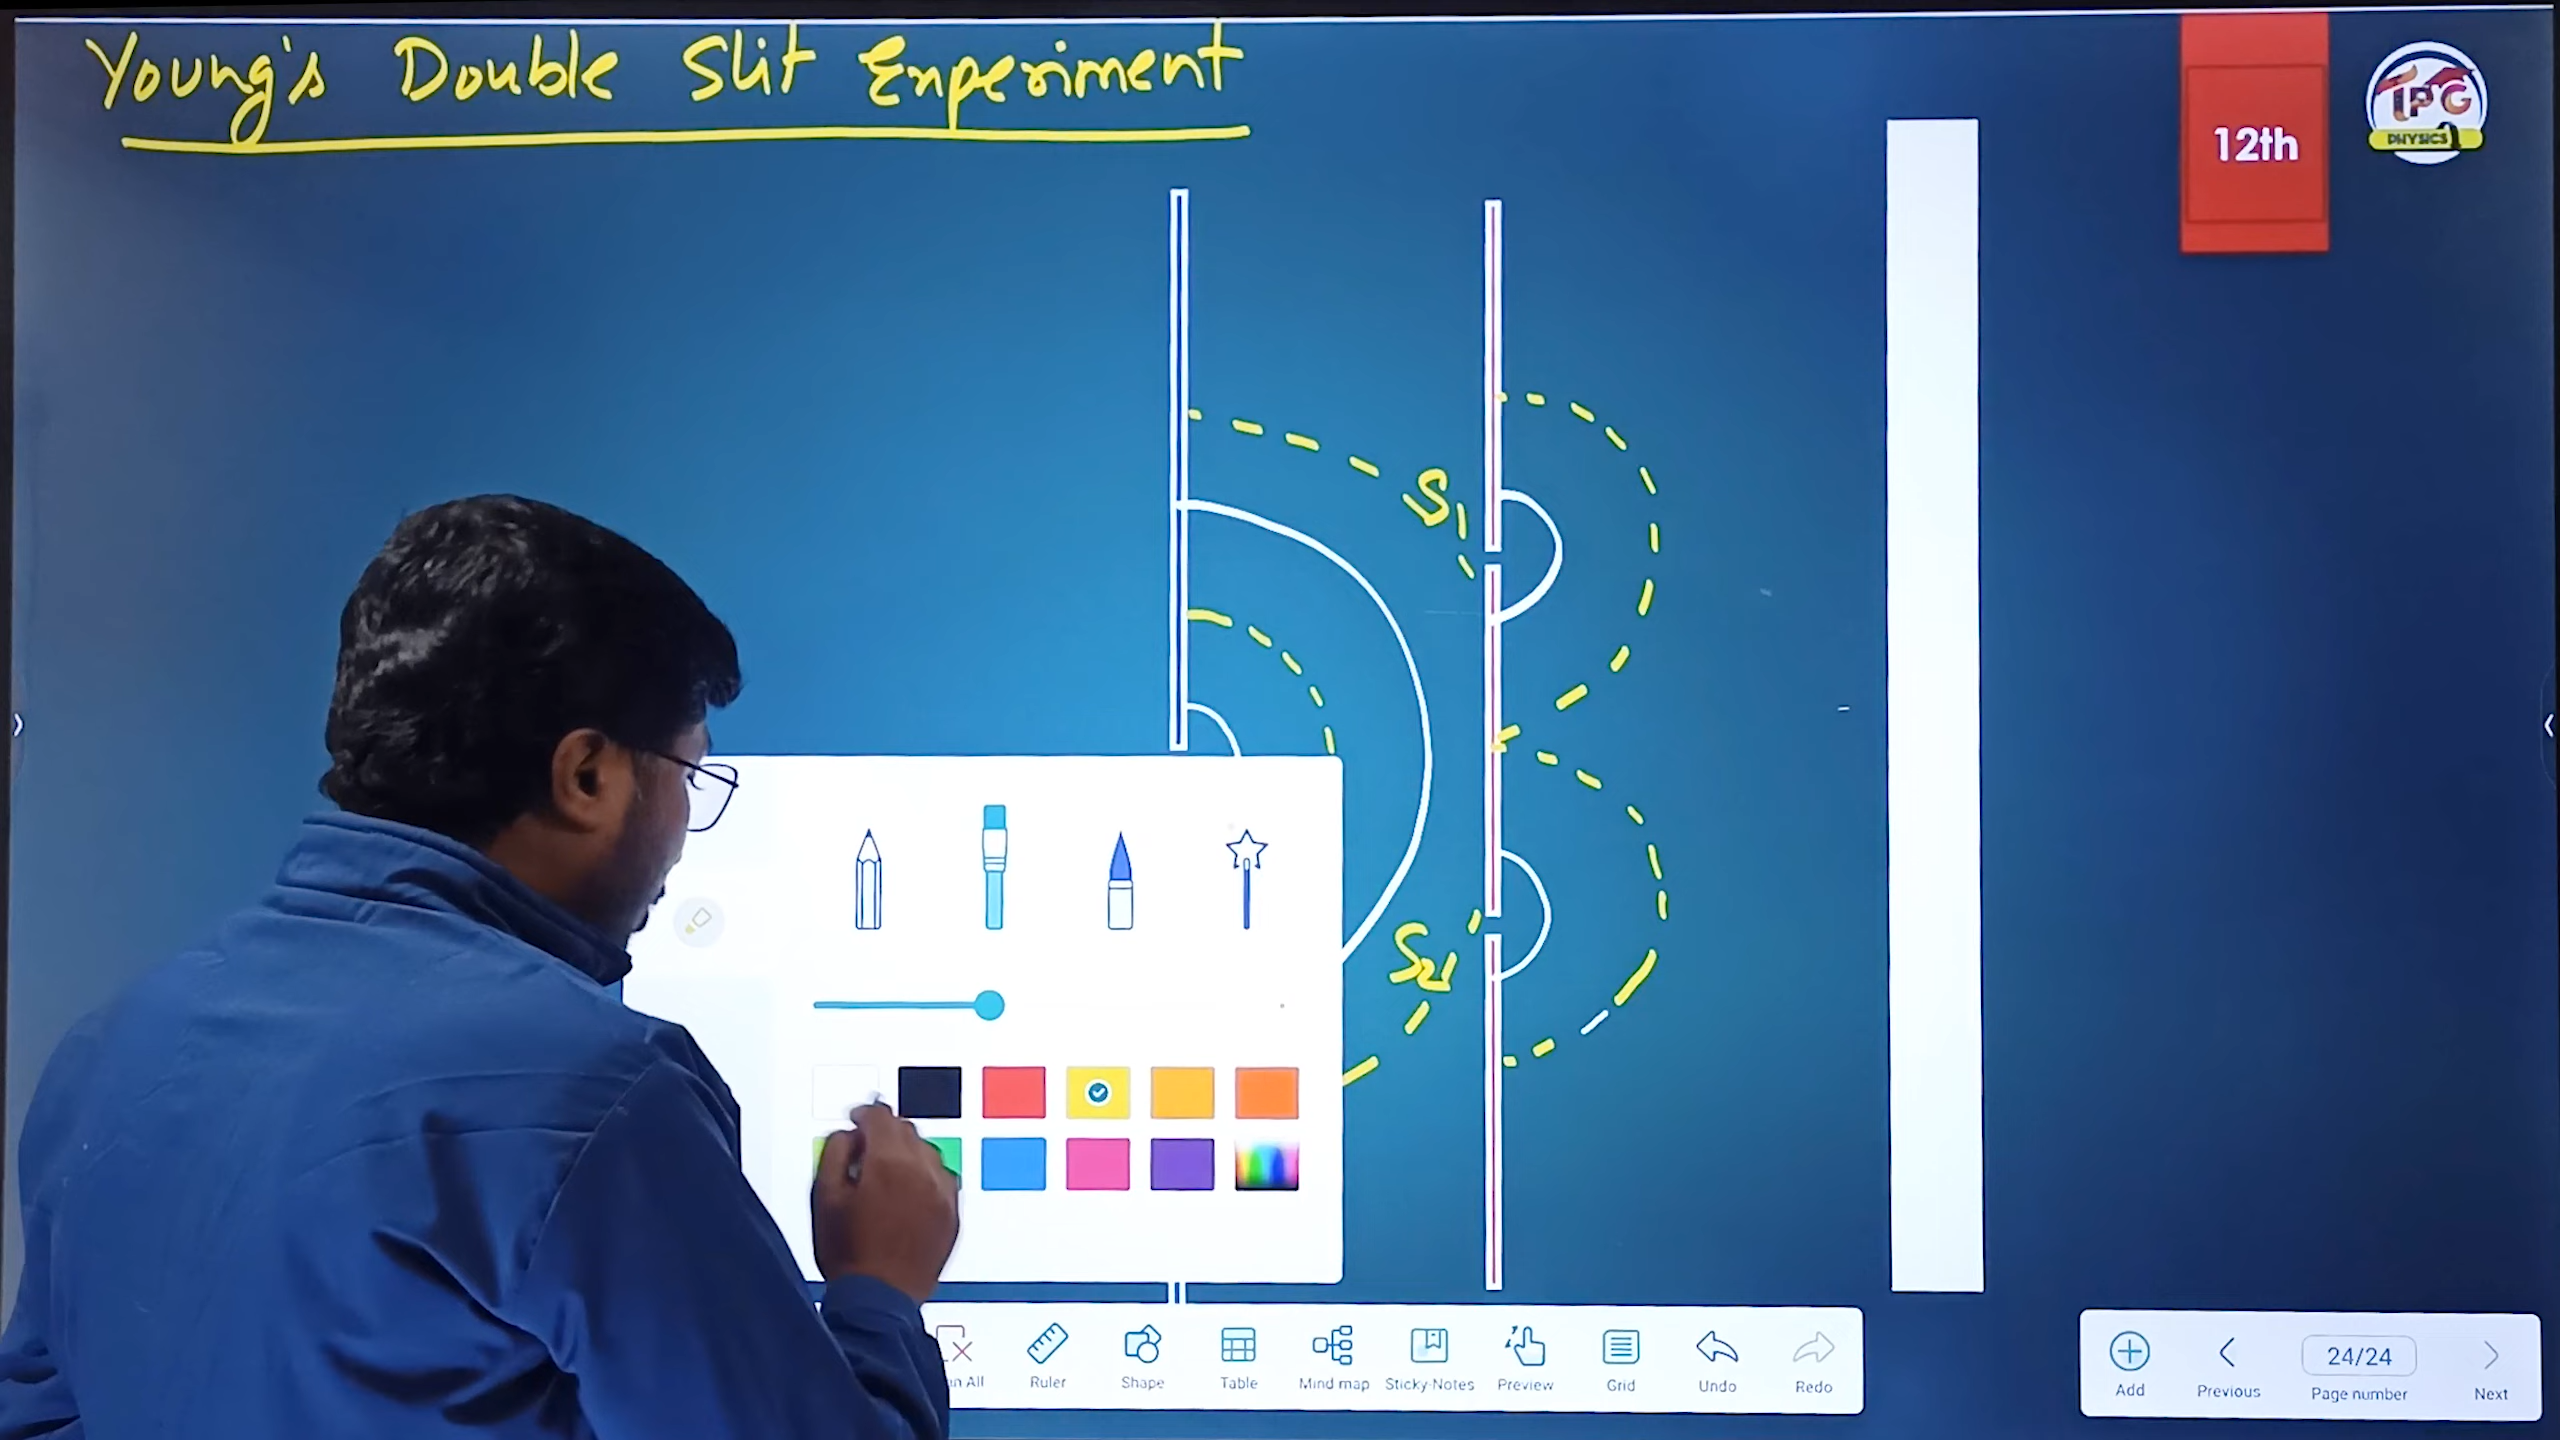 Young's Double Slit Experiment
12th
IPG
PHYSICS
S1
S2
Ruler
Shape
Table
Mind map
Sticky Notes
Preview
Grid
Undo
Redo
Add
Previous
24/24
Page number
Next